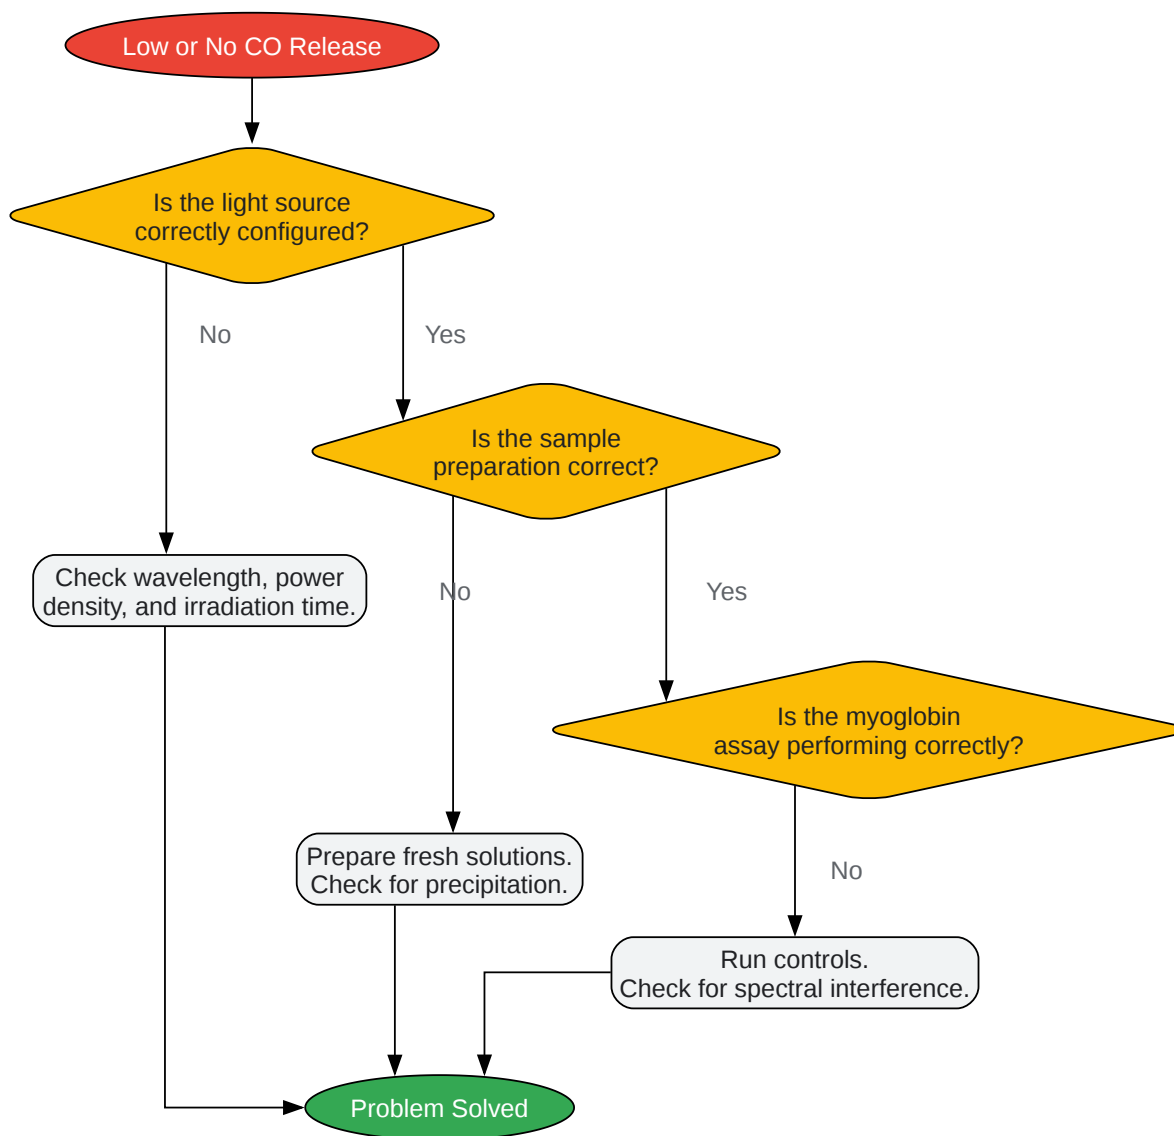 Low or No CO Release
Is the light source
correctly configured?
No
Yes
Is the sample
preparation correct?
Check wavelength, power
density, and irradiation time.
No
Yes
Is the myoglobin
assay performing correctly?
Prepare fresh solutions.
Check for precipitation.
No
Run controls.
Check for spectral interference.
Problem Solved